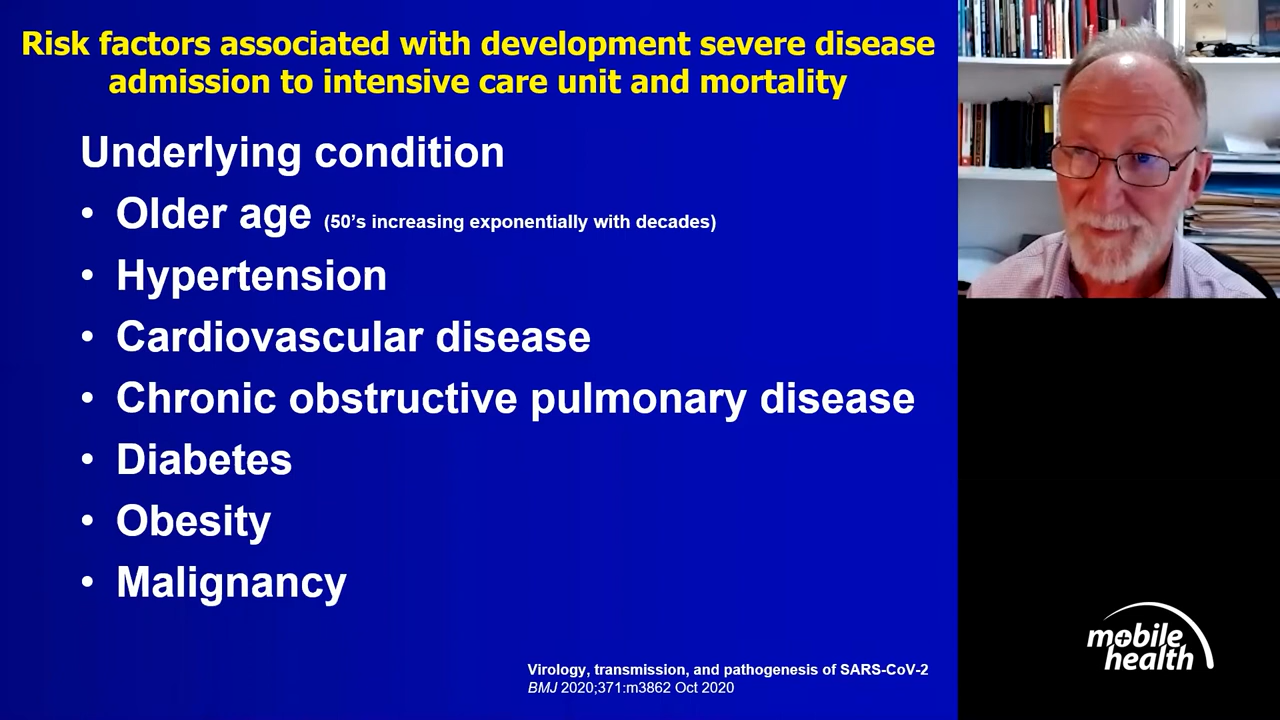 Risk factors associated with development severe disease
admission to intensive care unit and mortality
Underlying condition
• Older age (50’s increasing exponentially with decades)
• Hypertension
• Cardiovascular disease
• Chronic obstructive pulmonary disease
• Diabetes
• Obesity
• Malignancy
Virology, transmission, and pathogenesis of SARS-CoV-2
BMJ 2020;371:m3862 Oct 2020
mobile
health